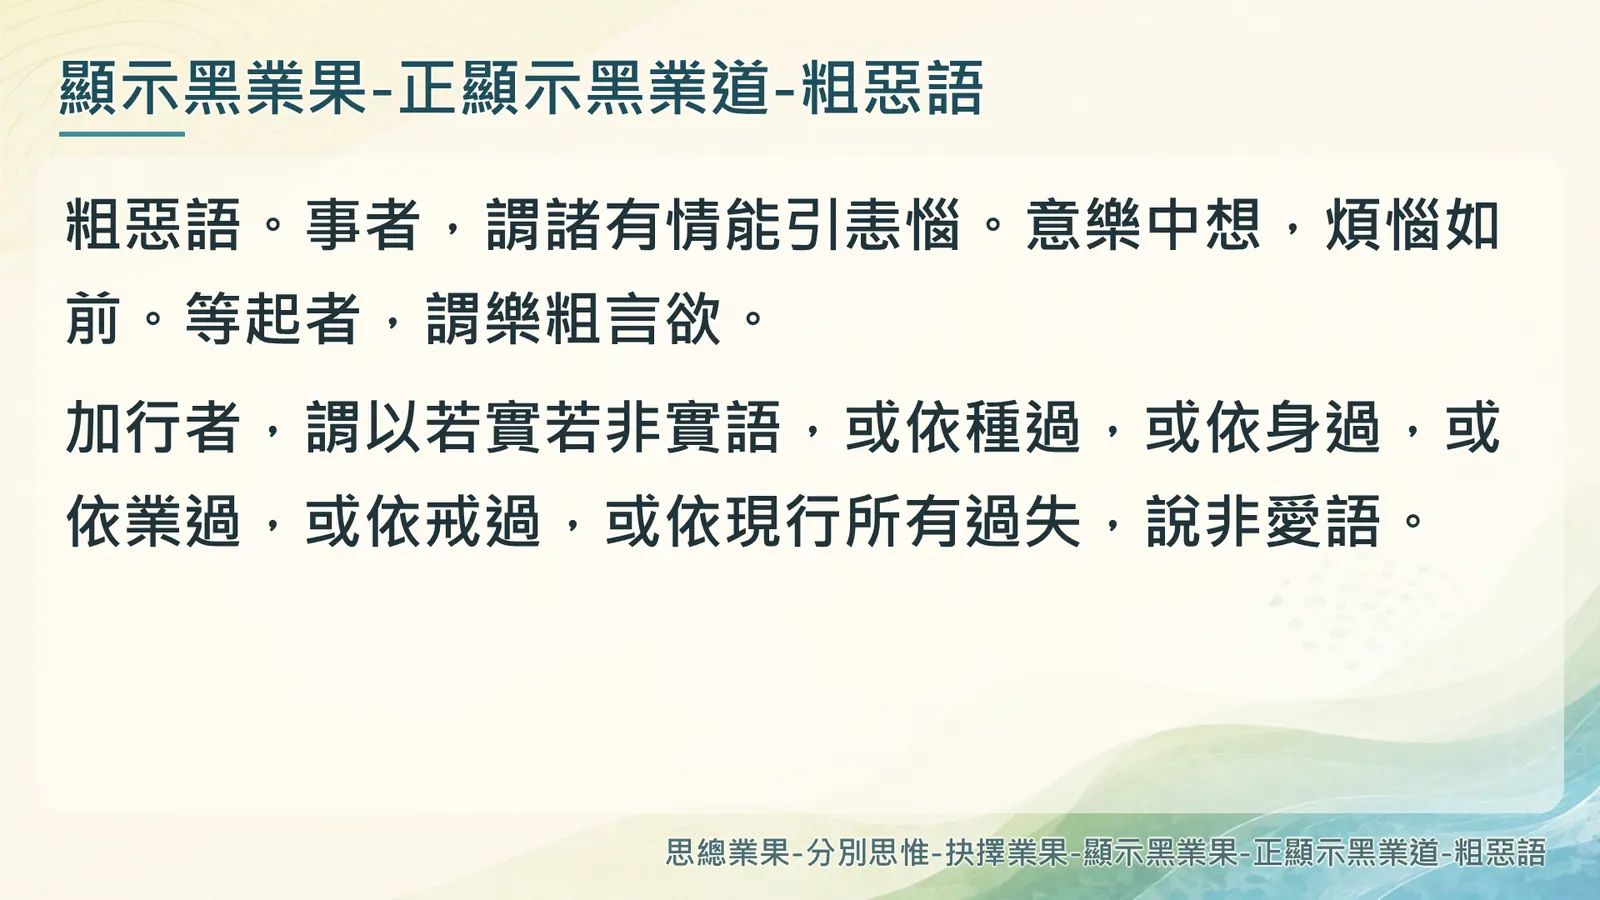 顯示黑業果-正顯示黑業道-粗惡語
粗惡語。事者，謂諸有情能引恚惱。意樂中想，煩惱如
前。等起者，謂樂粗言欲。
加行者，謂以若實若非實語，或依種過，或依身過，或
依業過，或依戒過，或依現行所有過失，說非愛語。
思總業果-分別思惟-抉擇業果-顯示黑業果-正顯示黑業道-粗惡語